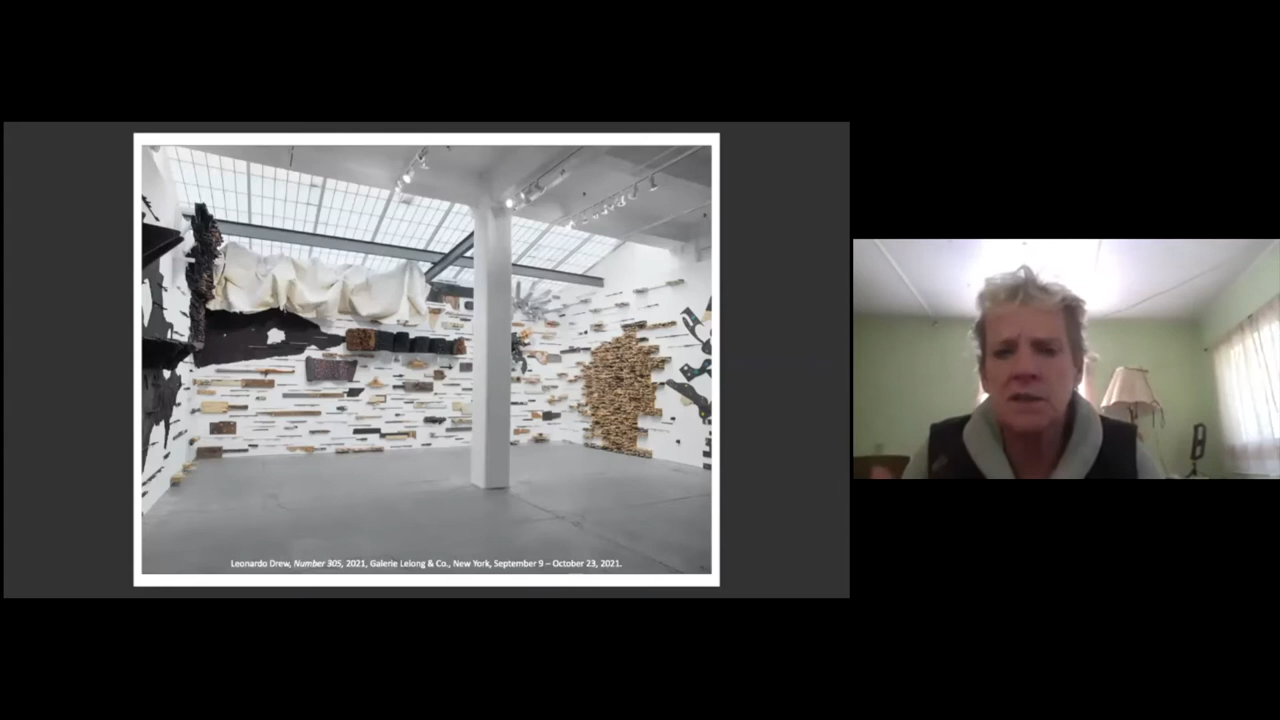 Leonardo Drew, Number 305, 2021, Galerie Lelong & Co., New York, September 9 – October 23, 2021.